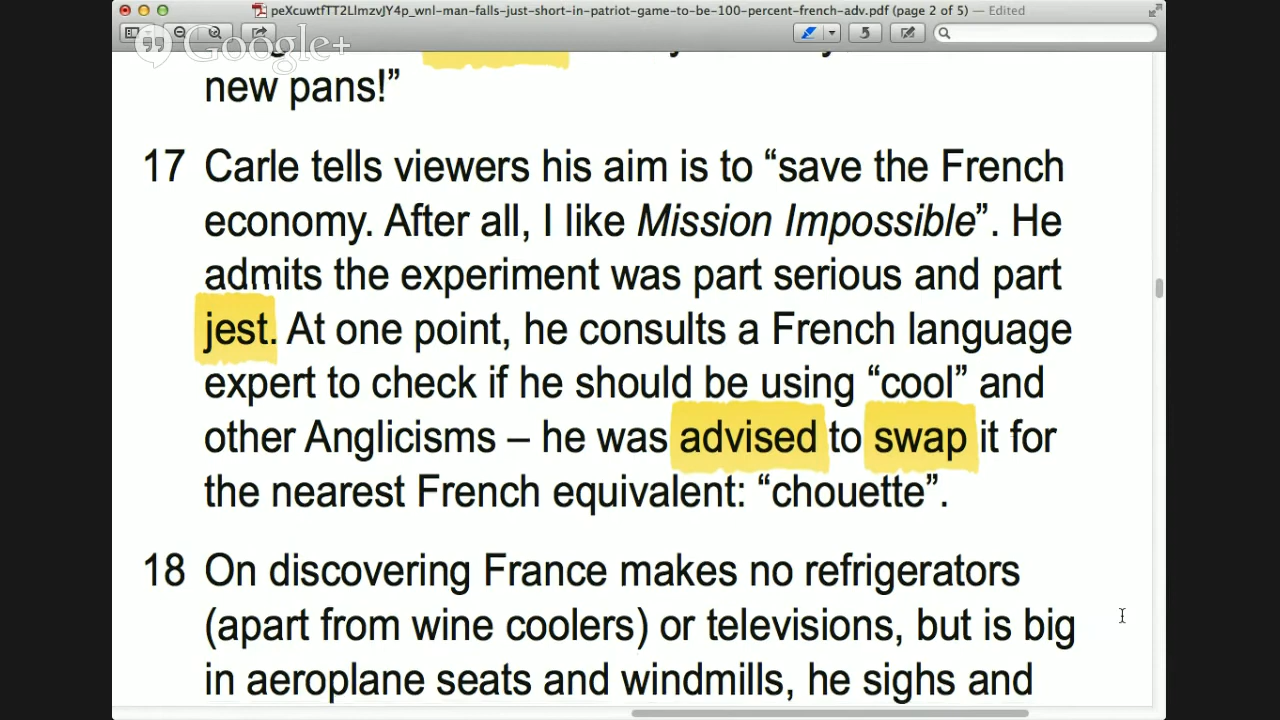 peXcuwtfTT2LlmzvJY4p_wnl-man-falls-just-short-in-patriot-game-to-be-100-percent-french-adv.pdf (page 2 of 5) — Edited
Google+
new pans!”
17 Carle tells viewers his aim is to “save the French
economy. After all, I like Mission Impossible”. He
admits the experiment was part serious and part
jest. At one point, he consults a French language
expert to check if he should be using “cool” and
other Anglicisms – he was advised to swap it for
the nearest French equivalent: “chouette”.
18 On discovering France makes no refrigerators
(apart from wine coolers) or televisions, but is big
in aeroplane seats and windmills, he sighs and